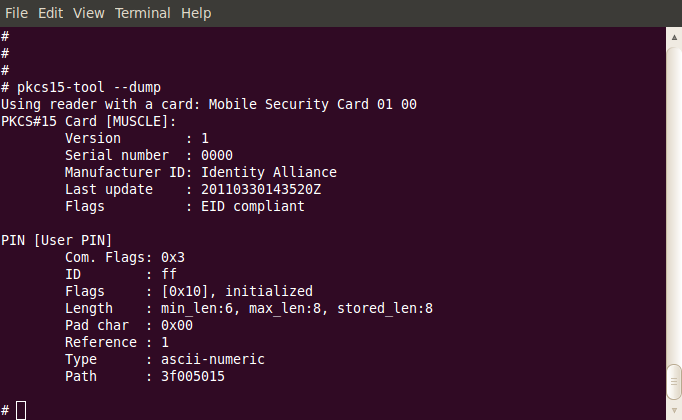 File Edit View Terminal Help
#
#
#
# pkcs15-tool --dump
Using reader with a card: Mobile Security Card 01 00
PKCS#15 Card [MUSCLE]:
        Version        : 1
        Serial number  : 0000
        Manufacturer ID: Identity Alliance
        Last update    : 20110330143520Z
        Flags          : EID compliant

PIN [User PIN]
        Com. Flags: 0x3
        ID        : ff
        Flags     : [0x10], initialized
        Length    : min_len:6, max_len:8, stored_len:8
        Pad char  : 0x00
        Reference : 1
        Type      : ascii-numeric
        Path      : 3f005015

#